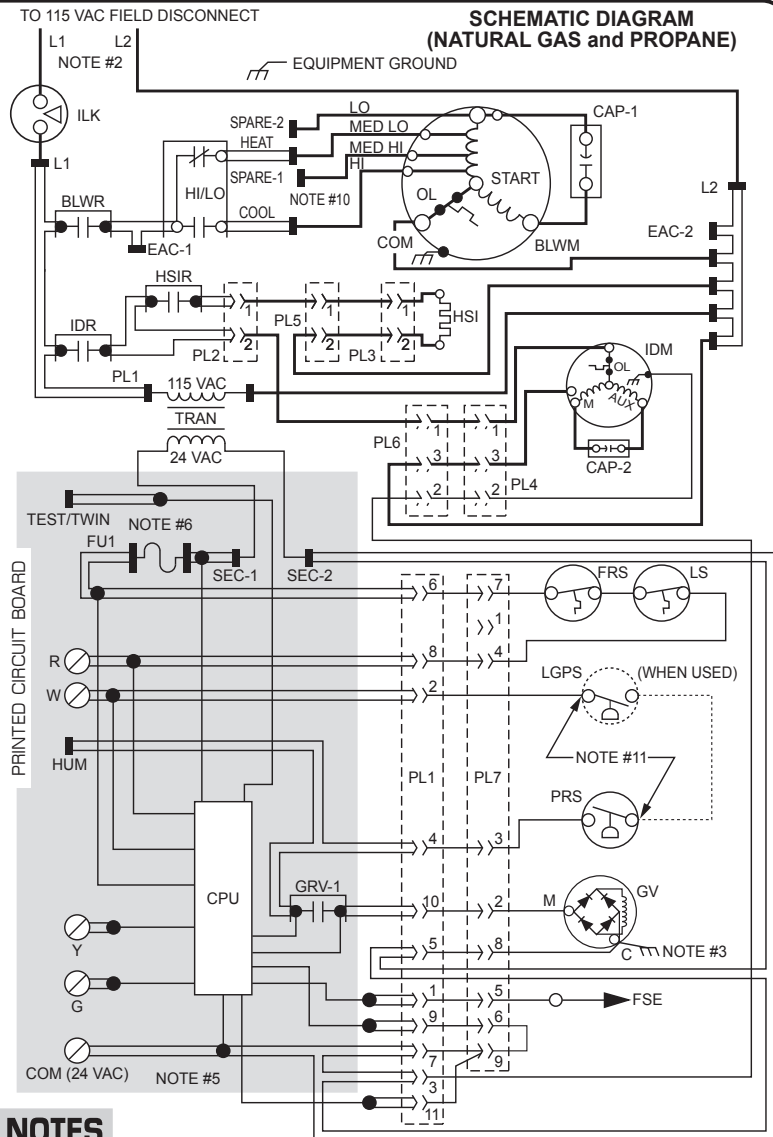 TO 115 VAC FIELD DISCONNECT
SCHEMATIC DIAGRAM
(NATURAL GAS and PROPANE)
L1
L2
NOTE #2
EQUIPMENT GROUND
ILK
L1
SPARE-2
LO
HEAT
MED LO
SPARE-1
MED HI
HI
NOTE #10
CAP-1
START
OL
COM
BLWM
L2
BLWR
HI/LO
COOL
EAC-1
EAC-2
HSIR
1
1
1
HSI
PL5
IDR
2
2
2
PL2
PL3
IDM
OL
M
AUX
CAP-2
PL1
115 VAC
TRAN
24 VAC
PL6
1
1
3
3
2
2
PL4
TEST/TWIN
NOTE #6
FU1
SEC-1
SEC-2
PRINTED CIRCUIT BOARD
6
7
FRS
LS
1
R
8
4
W
2
LGPS
(WHEN USED)
HUM
NOTE #11
PL1
PL7
PRS
4
3
CPU
GRV-1
10
2
M
GV
5
8
C
NOTE #3
Y
1
5
FSE
G
9
6
7
9
COM (24 VAC)
NOTE #5
3
11
NOTES